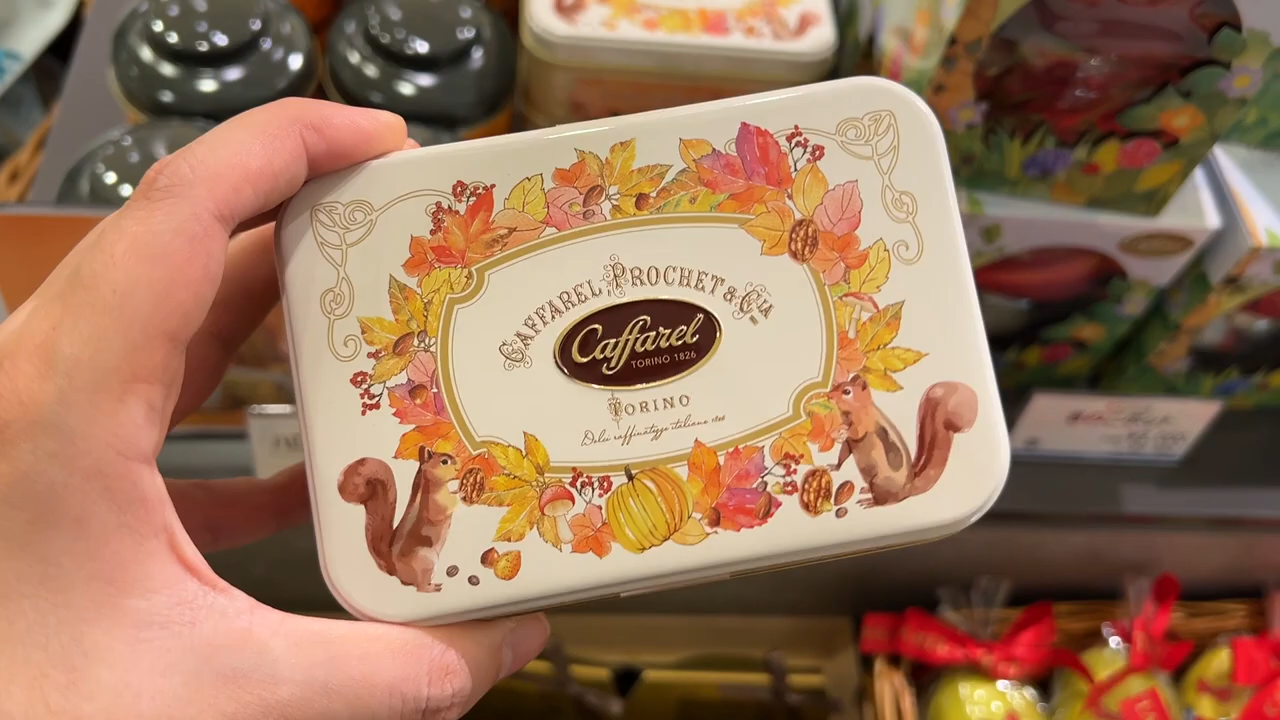 CAFFAREL, PROCHET & CIA
Caffarel
TORINO 1826
TORINO
Dolci raffinatezze italiane 1826